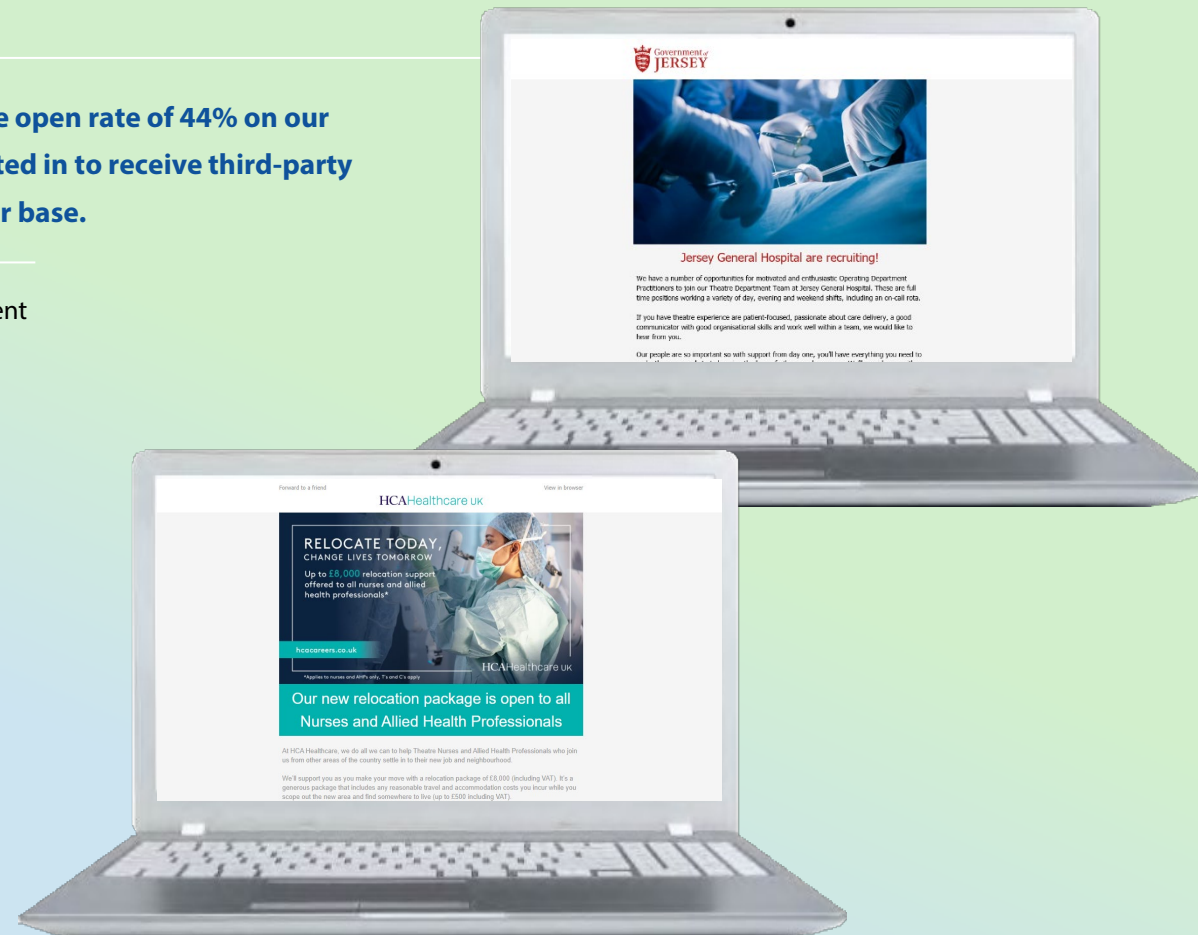 e open rate of 44% on our
ted in to receive third-party
r base.
ent
Government of
JERSEY
Jersey General Hospital are recruiting!
We have a number of opportunities for motivated and enthusiastic Operating Department
Practitioners to join our Theatre Department Team at Jersey General Hospital. These are full
time positions working a variety of day, evening and weekend shifts, including an on-call rota.
If you have theatre experience are patient-focused, passionate about care delivery, a good
communicator with good organisational skills and work well within a team, we would like to
hear from you.
Our people are so important so with support from day one, you'll have everything you need to
Forward to a friend
View in browser
HCAHealthcare UK
RELOCATE TODAY,
CHANGE LIVES TOMORROW
Up to £8,000 relocation support
offered to all nurses and allied
health professionals*
hcacareers.co.uk
HCAHealthcare UK
*Applies to nurses and AHPs only, T's and C's apply
Our new relocation package is open to all
Nurses and Allied Health Professionals
At HCA Healthcare, we do all we can to help Theatre Nurses and Allied Health Professionals who join
us from other areas of the country settle in to their new job and neighbourhood.
We'll support you as you make your move with a relocation package of £8,000 (including VAT). It's a
generous package that includes any reasonable travel and accommodation costs you incur while you
scope out the new area and find somewhere to live (up to £500 including VAT).